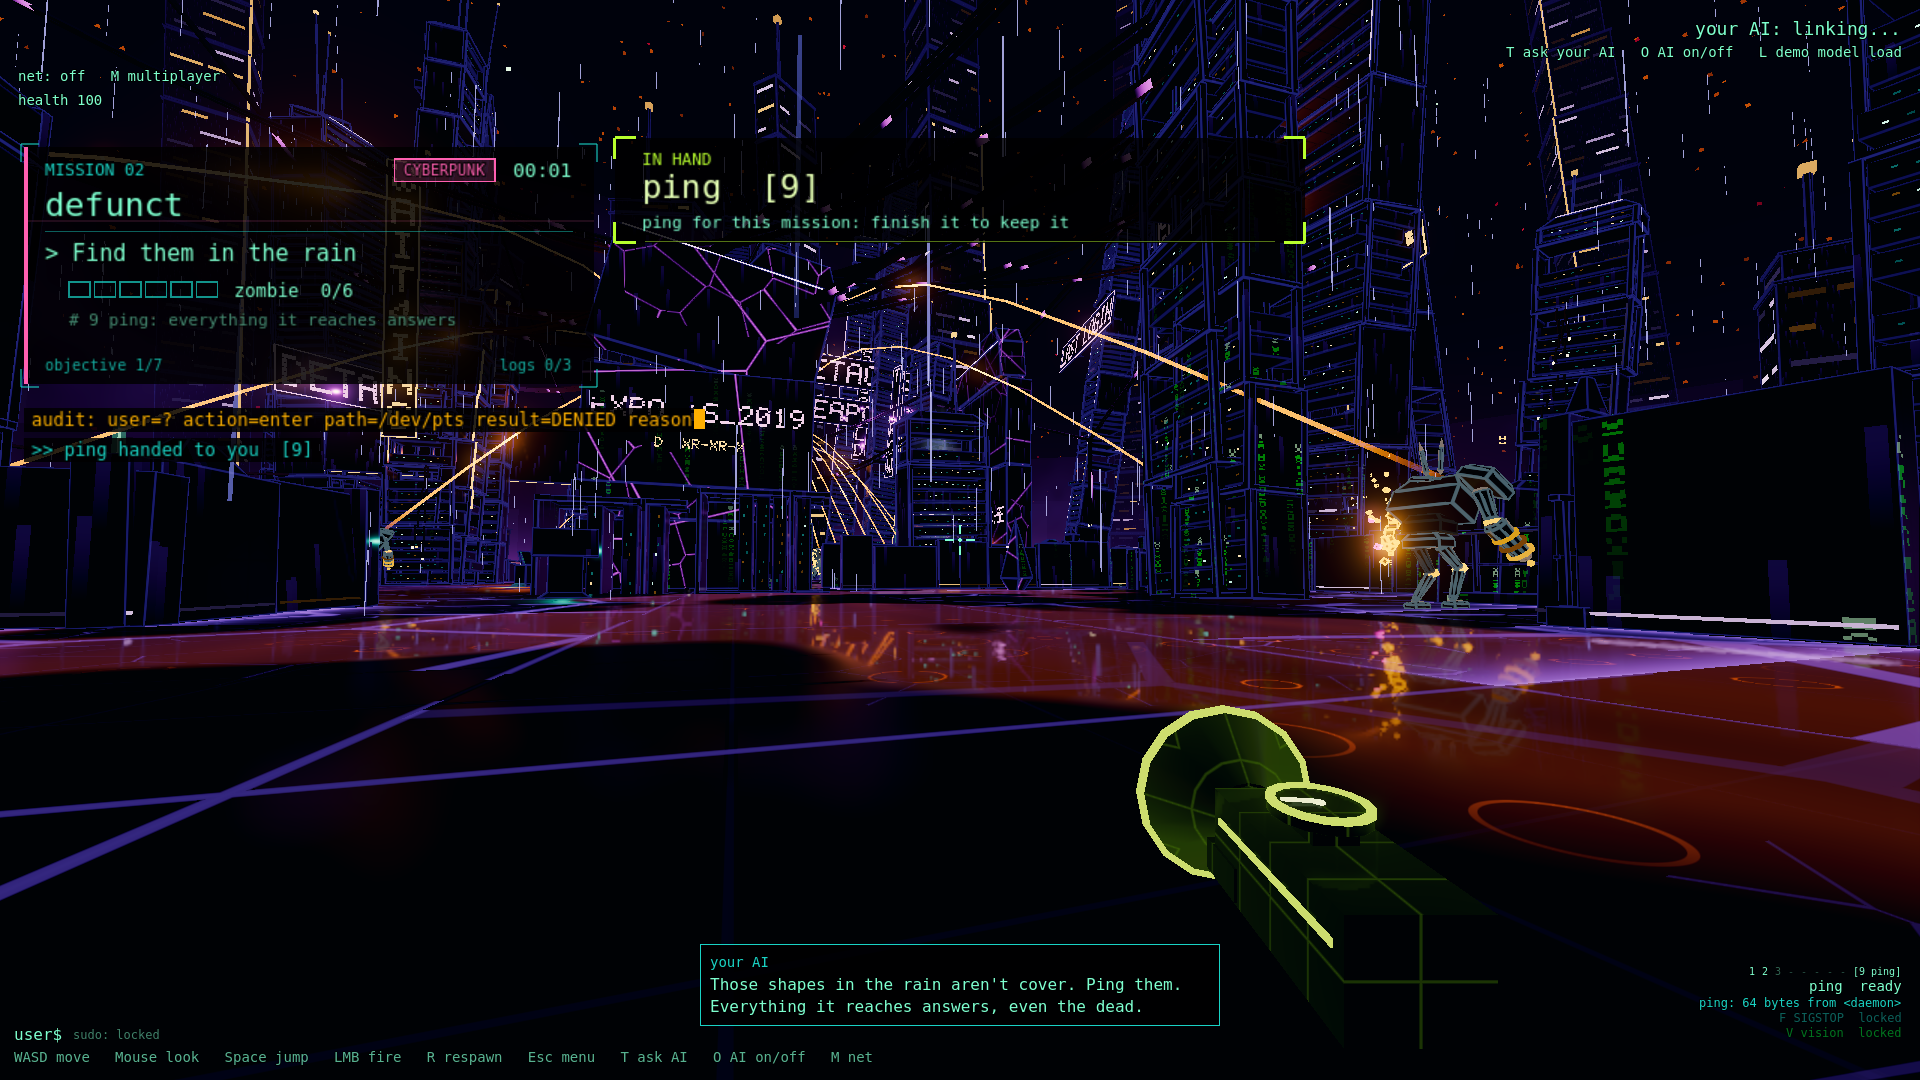 your AI: linking...
T ask your AI   O AI on/off   L demo model load
net: off   M multiplayer
health 100
MISSION 02   CYBERPUNK   00:01
defunct
> Find them in the rain
zombie  0/6
# 9 ping: everything it reaches answers
objective 1/7   logs 0/3
IN HAND
ping  [9]
ping for this mission: finish it to keep it
audit: user=? action=enter path=/dev/pts result=DENIED reason
>> ping handed to you  [9]
S_2019
XR-XR-X
your AI
Those shapes in the rain aren't cover. Ping them.
Everything it reaches answers, even the dead.
1 2 3 - - - - - [9 ping]
ping  ready
ping: 64 bytes from <daemon>
F SIGSTOP  locked
V vision  locked
user$ sudo: locked
WASD move   Mouse look   Space jump   LMB fire   R respawn   Esc menu   T ask AI   O AI on/off   M net